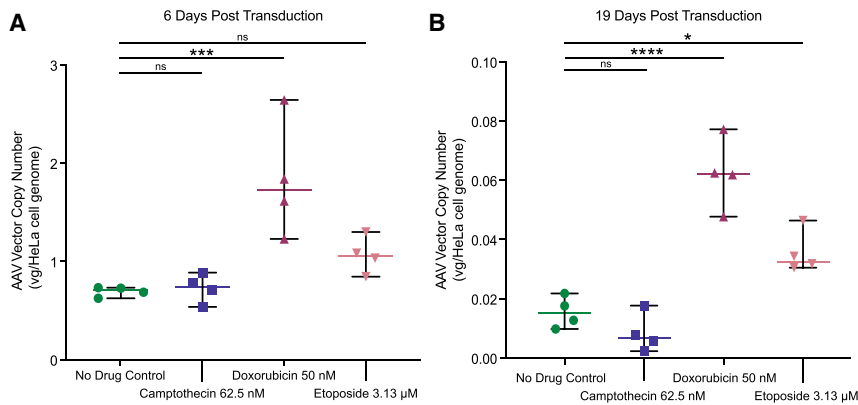 A
6 Days Post Transduction
ns
***
ns
AAV Vector Copy Number
(vg/HeLa cell genome)
3
2
1
0
No Drug Control
Doxorubicin 50 nM
Camptothecin 62.5 nM
Etoposide 3.13 µM
B
19 Days Post Transduction
*
****
ns
AAV Vector Copy Number
(vg/HeLa cell genome)
0.10
0.08
0.06
0.04
0.02
0.00
No Drug Control
Doxorubicin 50 nM
Camptothecin 62.5 nM
Etoposide 3.13 µM